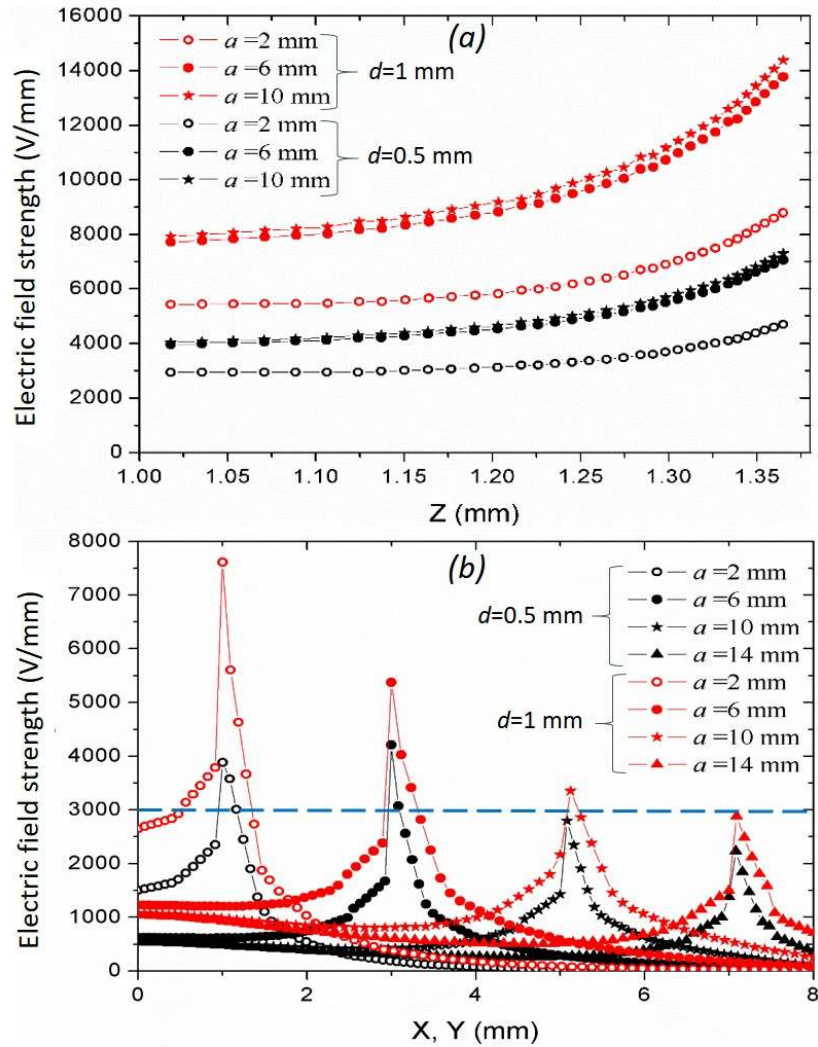 (a)
a =2 mm
a =6 mm
a =10 mm
a =2 mm
a =6 mm
a =10 mm
d=1 mm
d=0.5 mm
Electric field strength (V/mm)
16000
14000
12000
10000
8000
6000
4000
2000
0
1.00 1.05 1.10 1.15 1.20 1.25 1.30 1.35
Z (mm)
(b)
a =2 mm
a =6 mm
a =10 mm
a =14 mm
a =2 mm
a =6 mm
a =10 mm
a =14 mm
d=0.5 mm
d=1 mm
Electric field strength (V/mm)
8000
7000
6000
5000
4000
3000
2000
1000
0
0 2 4 6 8
X, Y (mm)